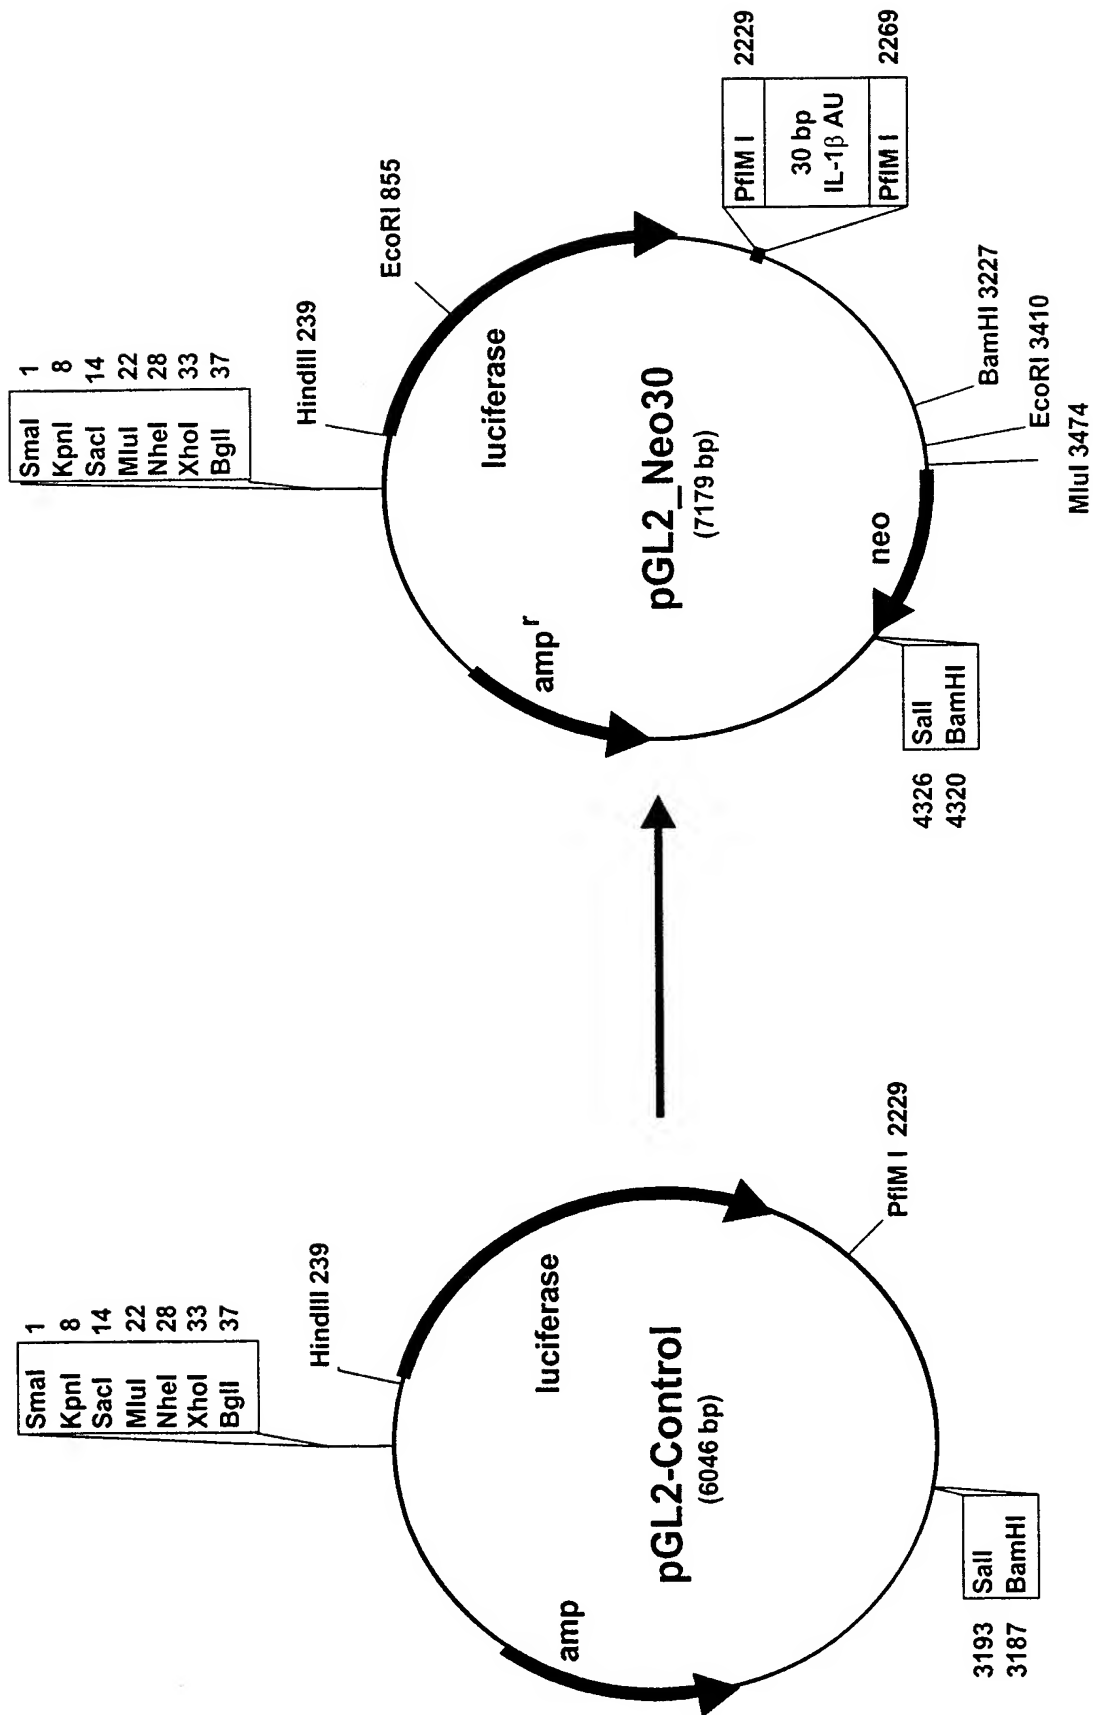 SmaI 1
KpnI 8
SacI 14
MluI 22
NheI 28
XhoI 33
BglI 37
HindIII 239
luciferase
pGL2-Control
(6046 bp)
amp
PflM I 2229
3193 SalI
3187 BamHI
SmaI 1
KpnI 8
SacI 14
MluI 22
NheI 28
XhoI 33
BglI 37
HindIII 239
EcoRI 855
luciferase
amp r
pGL2_Neo30
(7179 bp)
PflM I 2229
30 bp
IL-1β AU
PflM I 2269
neo
BamHI 3227
EcoRI 3410
MluI 3474
4326 SalI
4320 BamHI